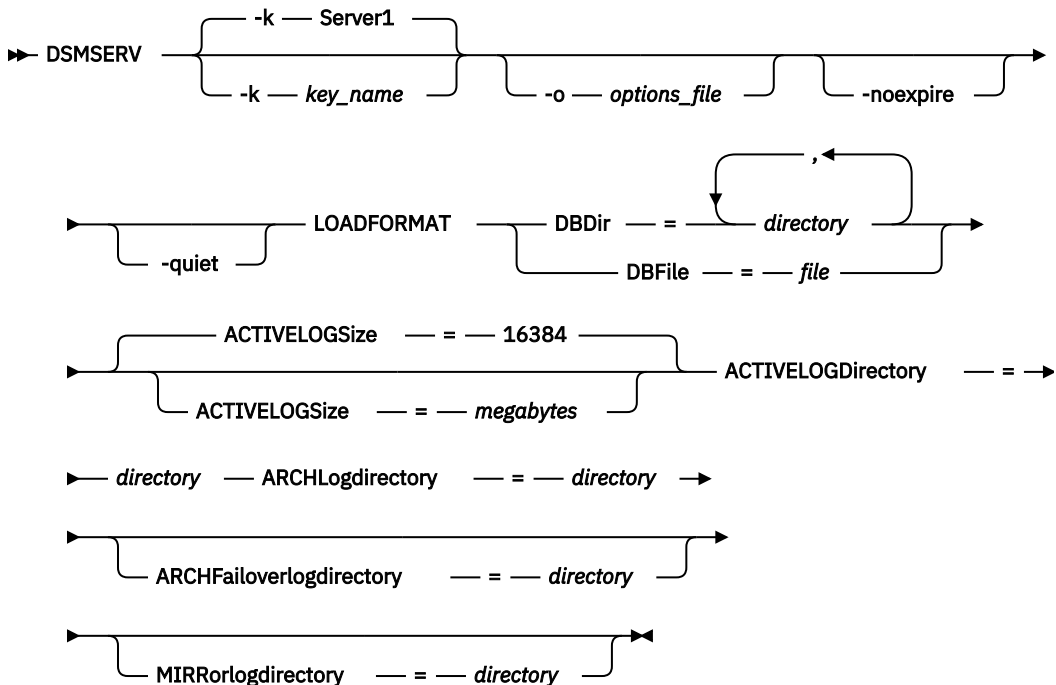 -k Server1
DSMSERV
-k key_name
-o options_file
-noexpire
,
LOADFORMAT DBDir = directory
-quiet
DBFile = file
ACTIVELOGSize = 16384
ACTIVELOGDirectory =
ACTIVELOGSize = megabytes
directory ARCHLogdirectory = directory
ARCHFailoverlogdirectory = directory
MIRRorlogdirectory = directory